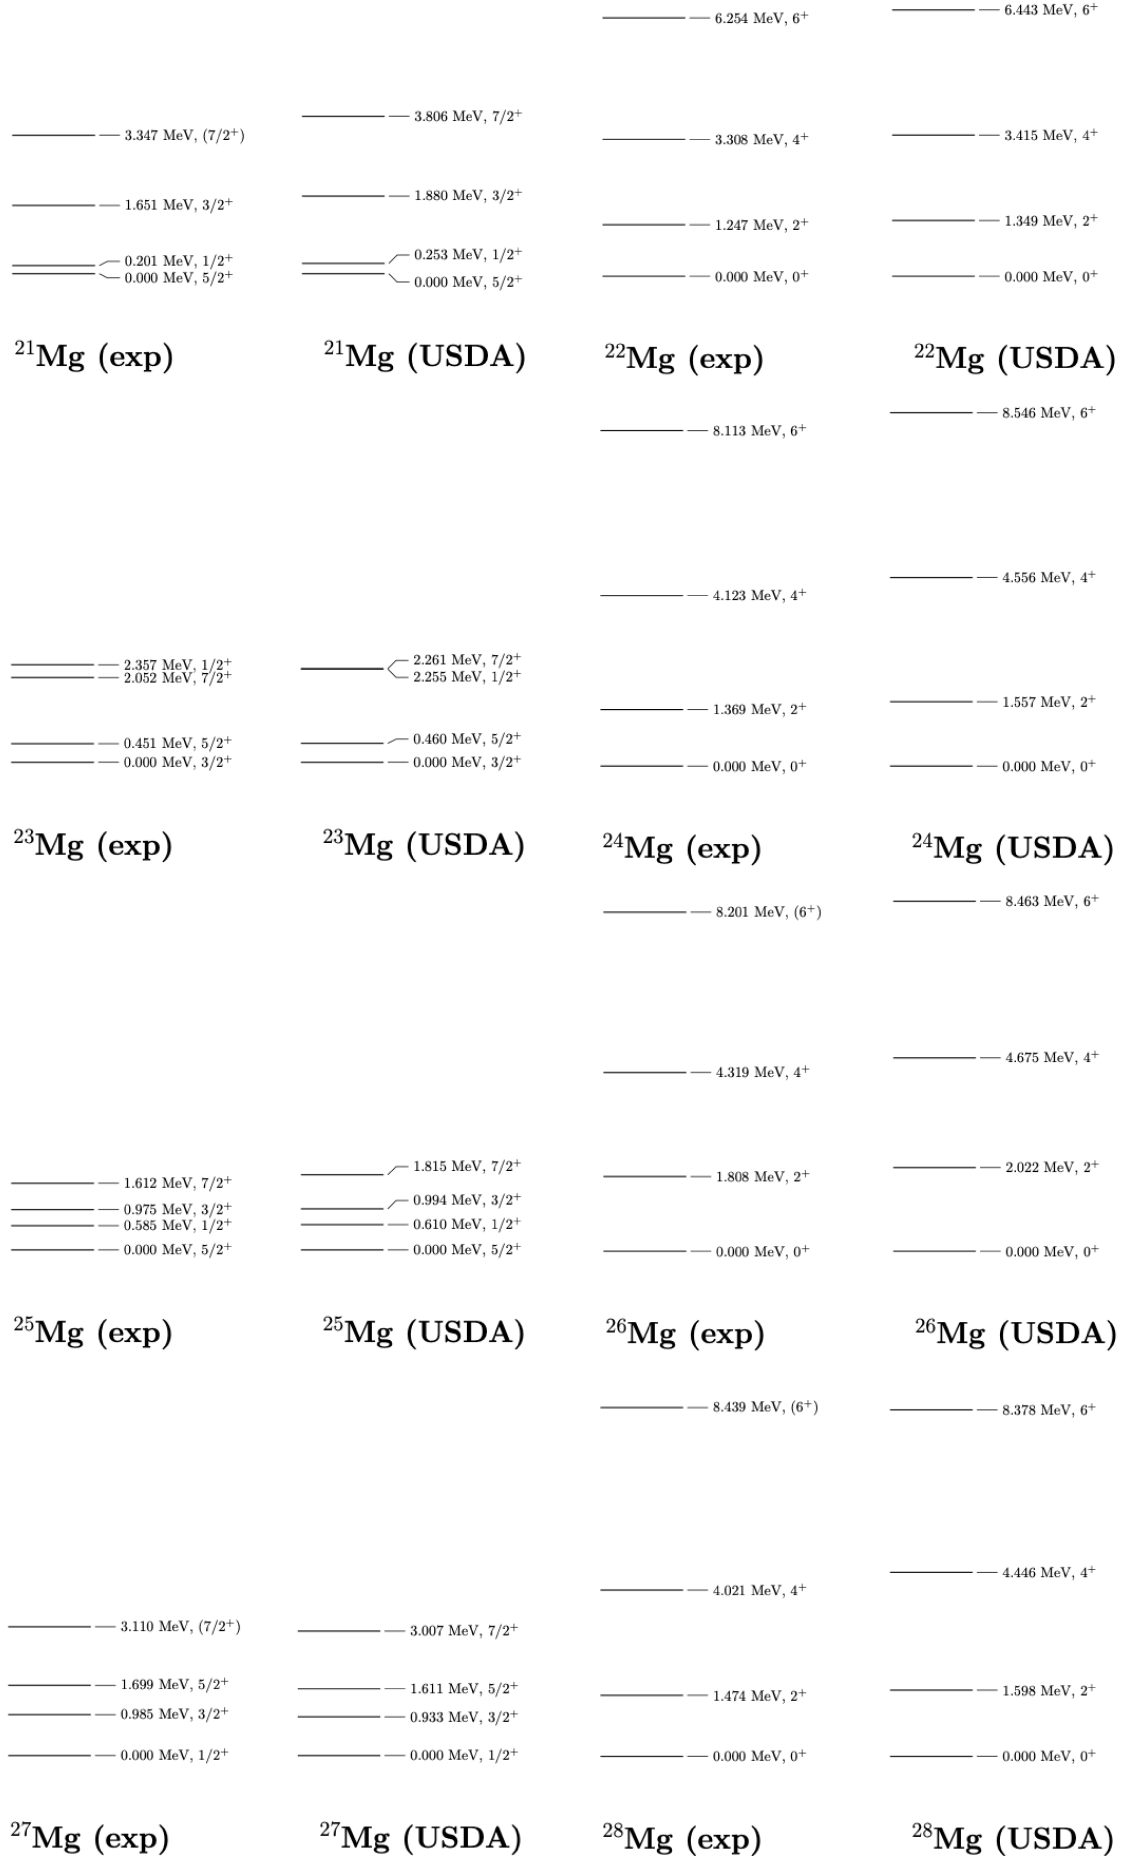 6.254 MeV, 6⁺
6.443 MeV, 6⁺
3.347 MeV, (7/2⁺)
3.806 MeV, 7/2⁺
3.308 MeV, 4⁺
3.415 MeV, 4⁺
1.651 MeV, 3/2⁺
1.880 MeV, 3/2⁺
1.247 MeV, 2⁺
1.349 MeV, 2⁺
0.201 MeV, 1/2⁺
0.253 MeV, 1/2⁺
0.000 MeV, 5/2⁺
0.000 MeV, 5/2⁺
0.000 MeV, 0⁺
0.000 MeV, 0⁺
²¹Mg (exp)
²¹Mg (USDA)
²²Mg (exp)
²²Mg (USDA)
8.113 MeV, 6⁺
8.546 MeV, 6⁺
4.123 MeV, 4⁺
4.556 MeV, 4⁺
2.357 MeV, 1/2⁺
2.261 MeV, 7/2⁺
2.052 MeV, 7/2⁺
2.255 MeV, 1/2⁺
1.369 MeV, 2⁺
1.557 MeV, 2⁺
0.451 MeV, 5/2⁺
0.460 MeV, 5/2⁺
0.000 MeV, 3/2⁺
0.000 MeV, 3/2⁺
0.000 MeV, 0⁺
0.000 MeV, 0⁺
²³Mg (exp)
²³Mg (USDA)
²⁴Mg (exp)
²⁴Mg (USDA)
8.201 MeV, (6⁺)
8.463 MeV, 6⁺
4.319 MeV, 4⁺
4.675 MeV, 4⁺
1.612 MeV, 7/2⁺
1.815 MeV, 7/2⁺
1.808 MeV, 2⁺
2.022 MeV, 2⁺
0.975 MeV, 3/2⁺
0.994 MeV, 3/2⁺
0.585 MeV, 1/2⁺
0.610 MeV, 1/2⁺
0.000 MeV, 5/2⁺
0.000 MeV, 5/2⁺
0.000 MeV, 0⁺
0.000 MeV, 0⁺
²⁵Mg (exp)
²⁵Mg (USDA)
²⁶Mg (exp)
²⁶Mg (USDA)
8.439 MeV, (6⁺)
8.378 MeV, 6⁺
4.021 MeV, 4⁺
4.446 MeV, 4⁺
3.110 MeV, (7/2⁺)
3.007 MeV, 7/2⁺
1.699 MeV, 5/2⁺
1.611 MeV, 5/2⁺
1.474 MeV, 2⁺
1.598 MeV, 2⁺
0.985 MeV, 3/2⁺
0.933 MeV, 3/2⁺
0.000 MeV, 1/2⁺
0.000 MeV, 1/2⁺
0.000 MeV, 0⁺
0.000 MeV, 0⁺
²⁷Mg (exp)
²⁷Mg (USDA)
²⁸Mg (exp)
²⁸Mg (USDA)